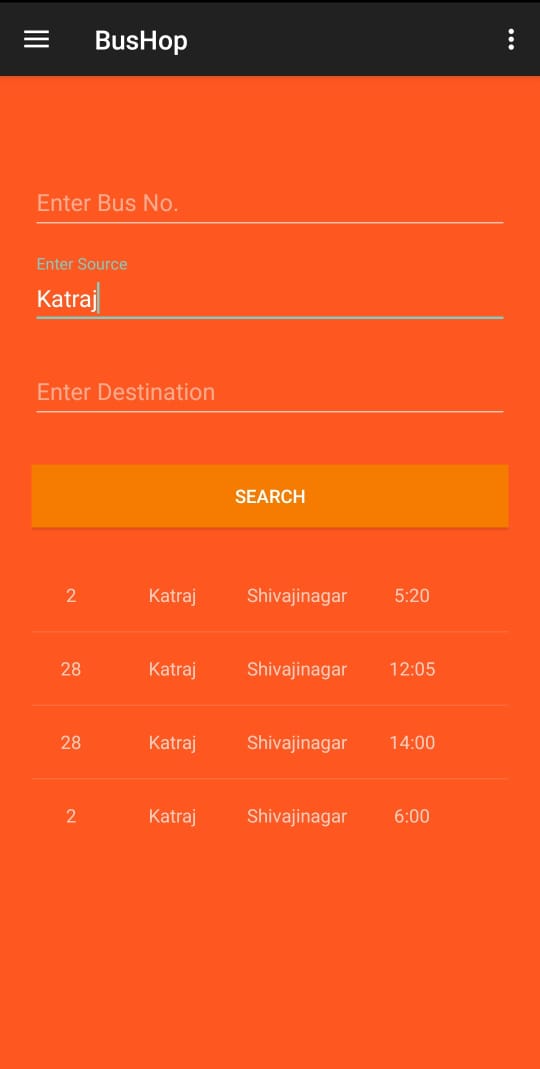 BusHop
Enter Bus No.
Enter Source
Katraj
Enter Destination
SEARCH
2 Katraj Shivajinagar 5:20
28 Katraj Shivajinagar 12:05
28 Katraj Shivajinagar 14:00
2 Katraj Shivajinagar 6:00